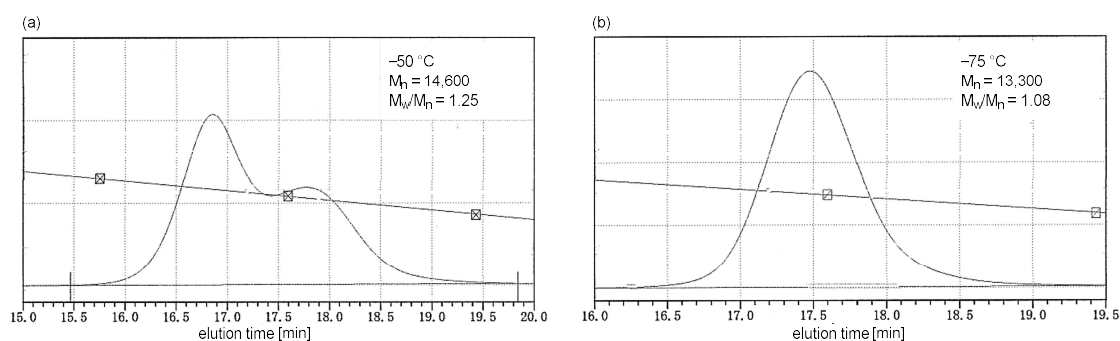 (a)
–50 °C
Mn = 14,600
Mw/Mn = 1.25
15.0 15.5 16.0 16.5 17.0 17.5 18.0 18.5 19.0 19.5 20.0
elution time [min]
(b)
–75 °C
Mn = 13,300
Mw/Mn = 1.08
16.0 16.5 17.0 17.5 18.0 18.5 19.0 19.5
elution time [min]